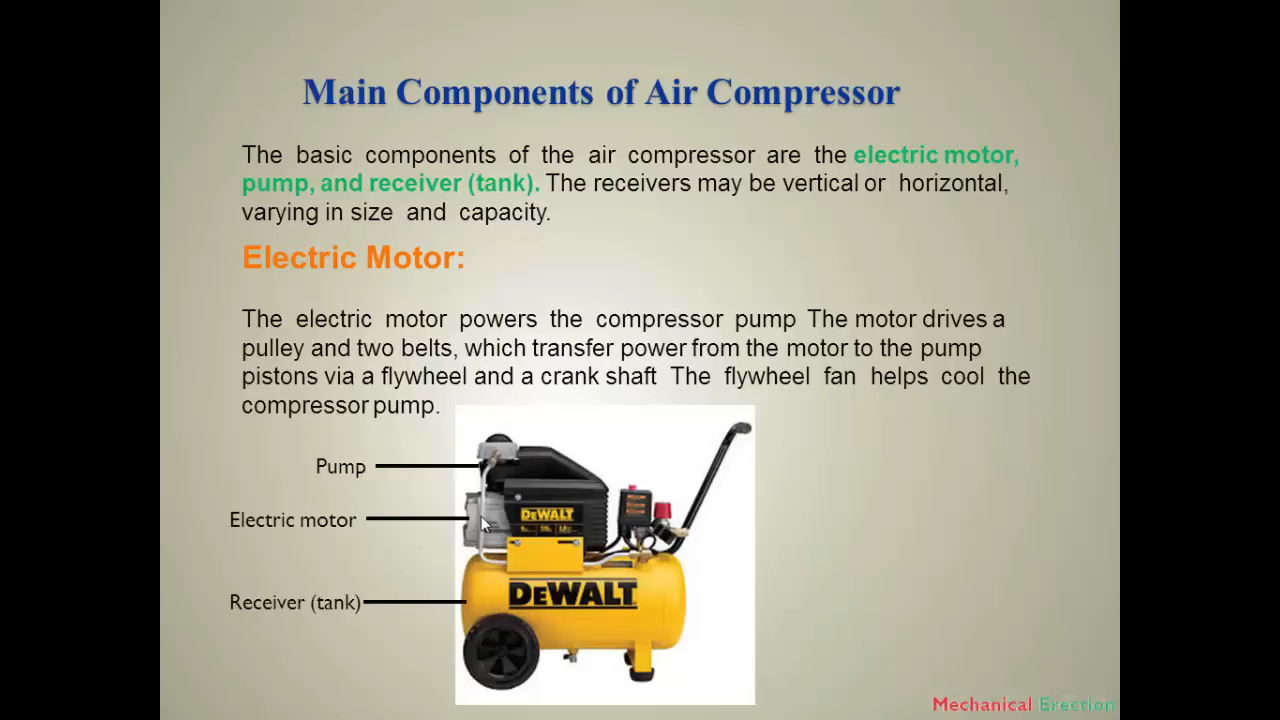 Main Components of Air Compressor
The basic components of the air compressor are the electric motor,
pump, and receiver (tank). The receivers may be vertical or horizontal,
varying in size and capacity.
Electric Motor:
The electric motor powers the compressor pump The motor drives a
pulley and two belts, which transfer power from the motor to the pump
pistons via a flywheel and a crank shaft The flywheel fan helps cool the
compressor pump.
Pump
Electric motor
DEWALT
Receiver (tank)
DEWALT
Mechanical Erection